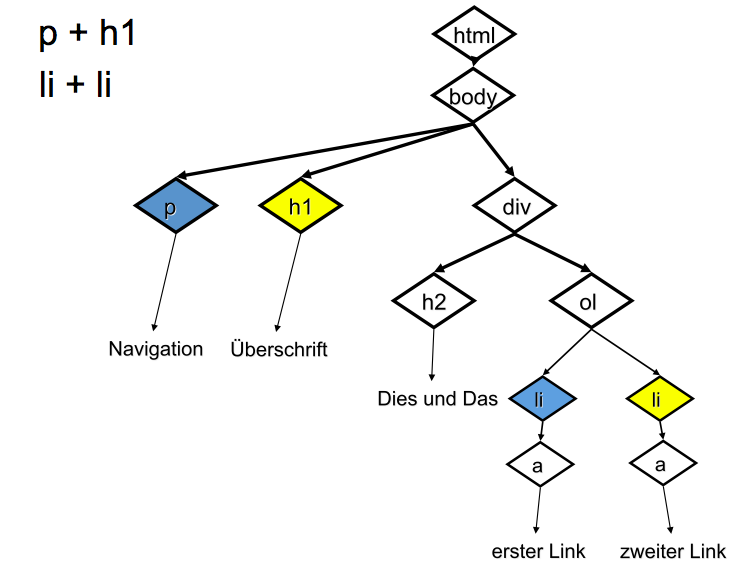 p + h1
li + li
html
body
p
h1
div
h2
ol
Navigation
Überschrift
Dies und Das
li
li
a
a
erster Link
zweiter Link